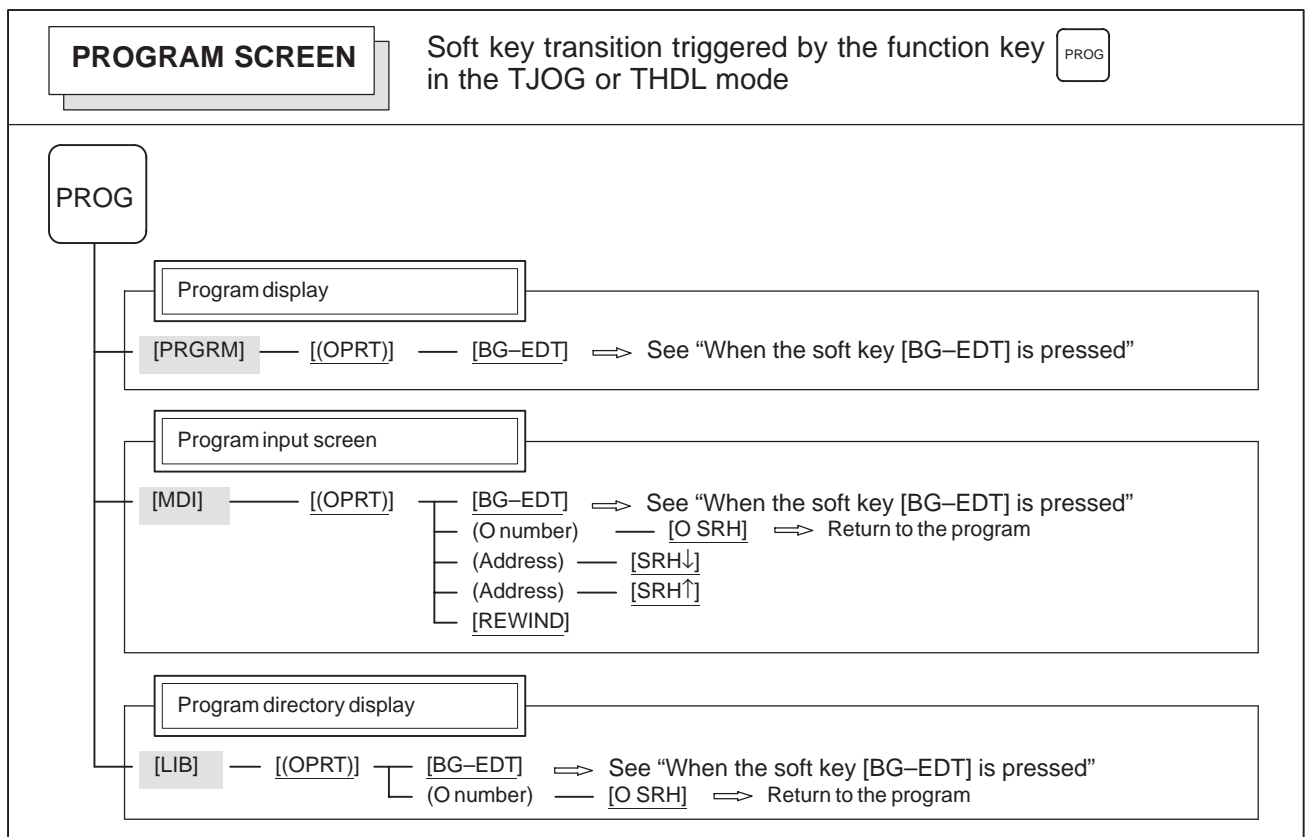 PROGRAM SCREEN
Soft key transition triggered by the function key PROG
in the TJOG or THDL mode
PROG
Program display
[PRGRM] [(OPRT)] [BG–EDT] ⇒ See “When the soft key [BG–EDT] is pressed”
Program input screen
[MDI] [(OPRT)] [BG–EDT] ⇒ See “When the soft key [BG–EDT] is pressed”
(O number) [O SRH] ⇒ Return to the program
(Address) [SRH↓]
(Address) [SRH↑]
[REWIND]
Program directory display
[LIB] [(OPRT)] [BG–EDT] ⇒ See “When the soft key [BG–EDT] is pressed”
(O number) [O SRH] ⇒ Return to the program